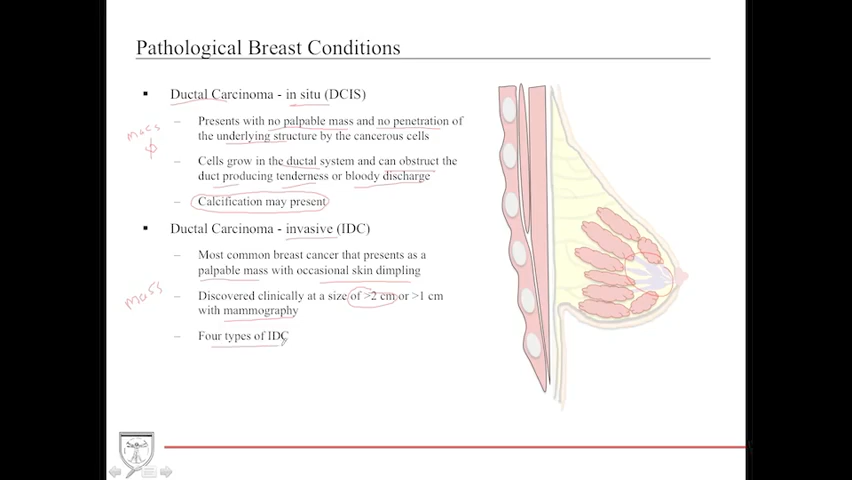 Pathological Breast Conditions
▪ Ductal Carcinoma - in situ (DCIS)
– Presents with no palpable mass and no penetration of
the underlying structure by the cancerous cells
mass
φ
– Cells grow in the ductal system and can obstruct the
duct producing tenderness or bloody discharge
– Calcification may present
▪ Ductal Carcinoma - invasive (IDC)
– Most common breast cancer that presents as a
palpable mass with occasional skin dimpling
mass
– Discovered clinically at a size of >2 cm or >1 cm
with mammography
– Four types of IDC